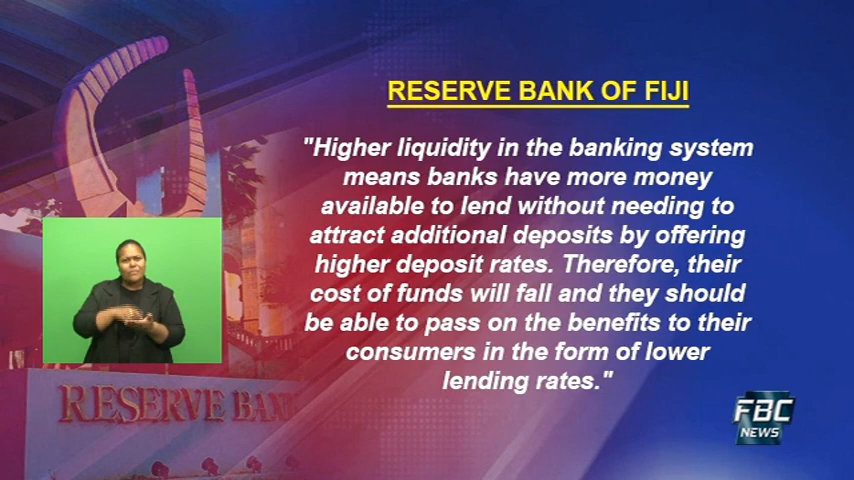 RESERVE BANK OF FIJI
"Higher liquidity in the banking system
means banks have more money
available to lend without needing to
attract additional deposits by offering
higher deposit rates. Therefore, their
cost of funds will fall and they should
be able to pass on the benefits to their
consumers in the form of lower
lending rates."
RESERVE BANK
FBC
NEWS